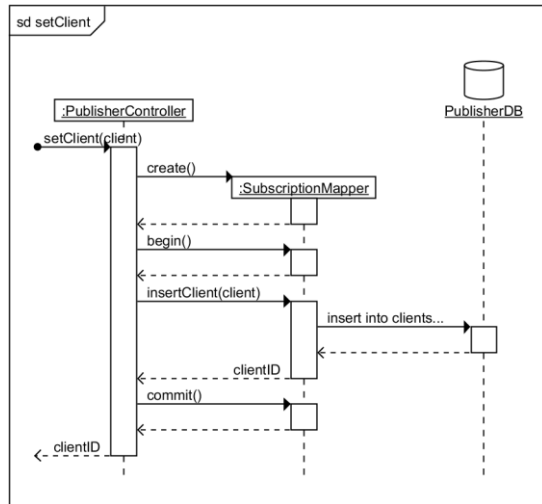 sd setClient
PublisherDB
:PublisherController
setClient(client)
create()
:SubscriptionMapper
begin()
insertClient(client)
insert into clients...
clientID
commit()
clientID